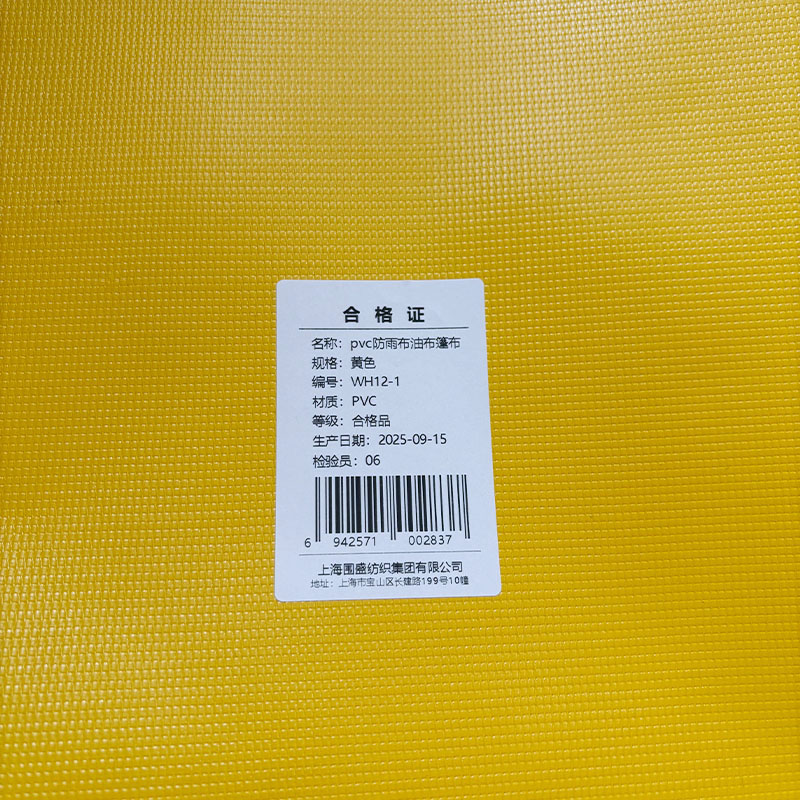 合格证
名称：pvc防雨布油布篷布
规格：黄色
编号：WH12-1
材质：PVC
等级：合格品
生产日期：2025-09-15
检验员：06
6 942571 002837
上海围盛纺织集团有限公司
地址：上海市宝山区长建路199号10幢